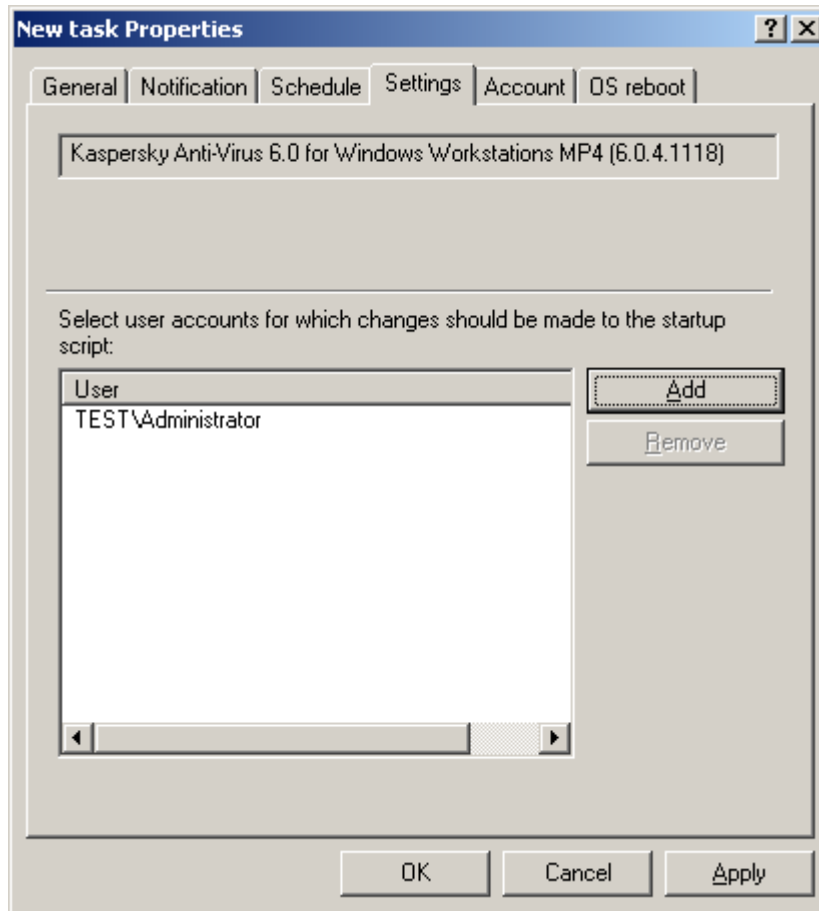 New task Properties
General Notification Schedule Settings Account OS reboot
Kaspersky Anti-Virus 6.0 for Windows Workstations MP4 (6.0.4.1118)
Select user accounts for which changes should be made to the startup
script:
User
TEST\Administrator
Add
Remove
OK Cancel Apply